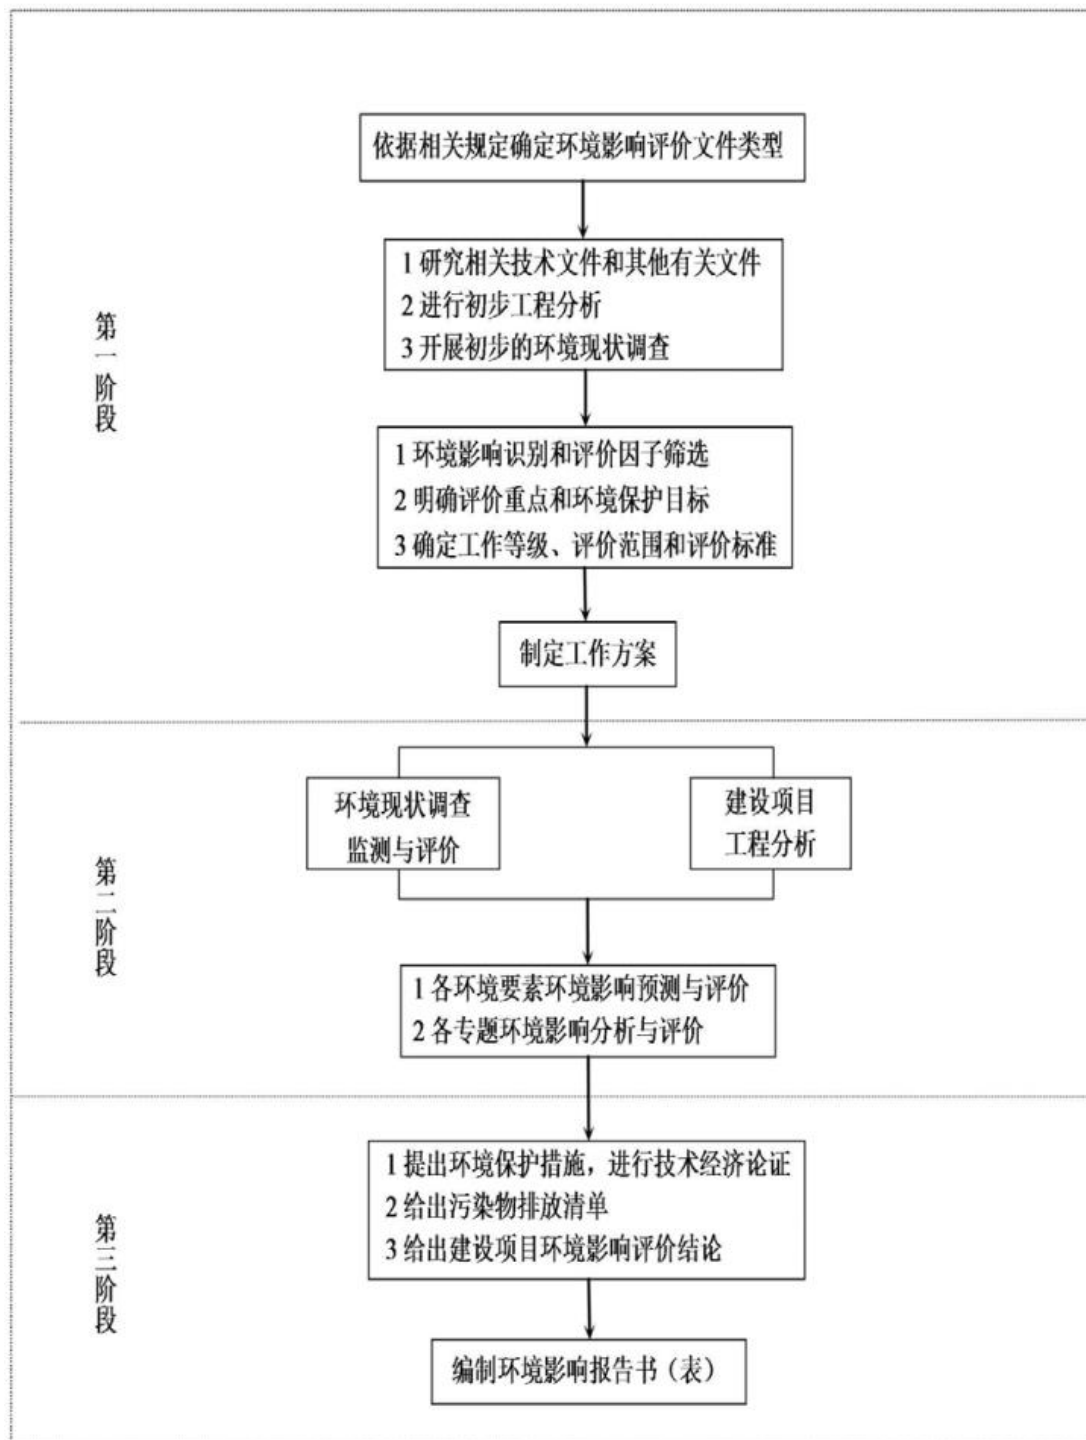 依据相关规定确定环境影响评价文件类型
1 研究相关技术文件和其他有关文件
2 进行初步工程分析
3 开展初步的环境现状调查
第一阶段
1 环境影响识别和评价因子筛选
2 明确评价重点和环境保护目标
3 确定工作等级、评价范围和评价标准
制定工作方案
环境现状调查
监测与评价
建设项目
工程分析
第二阶段
1 各环境要素环境影响预测与评价
2 各专题环境影响分析与评价
1 提出环境保护措施，进行技术经济论证
2 给出污染物排放清单
3 给出建设项目环境影响评价结论
第三阶段
编制环境影响报告书（表）